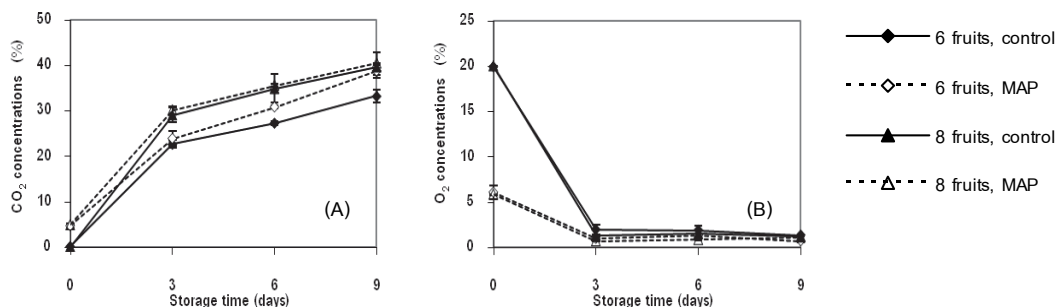 50
40
30
20
10
0
CO2 concentrations (%)
(A)
0 3 6 9
Storage time (days)
25
20
15
10
5
0
O2 concentrations (%)
(B)
0 3 6 9
Storage time (days)
6 fruits, control
6 fruits, MAP
8 fruits, control
8 fruits, MAP